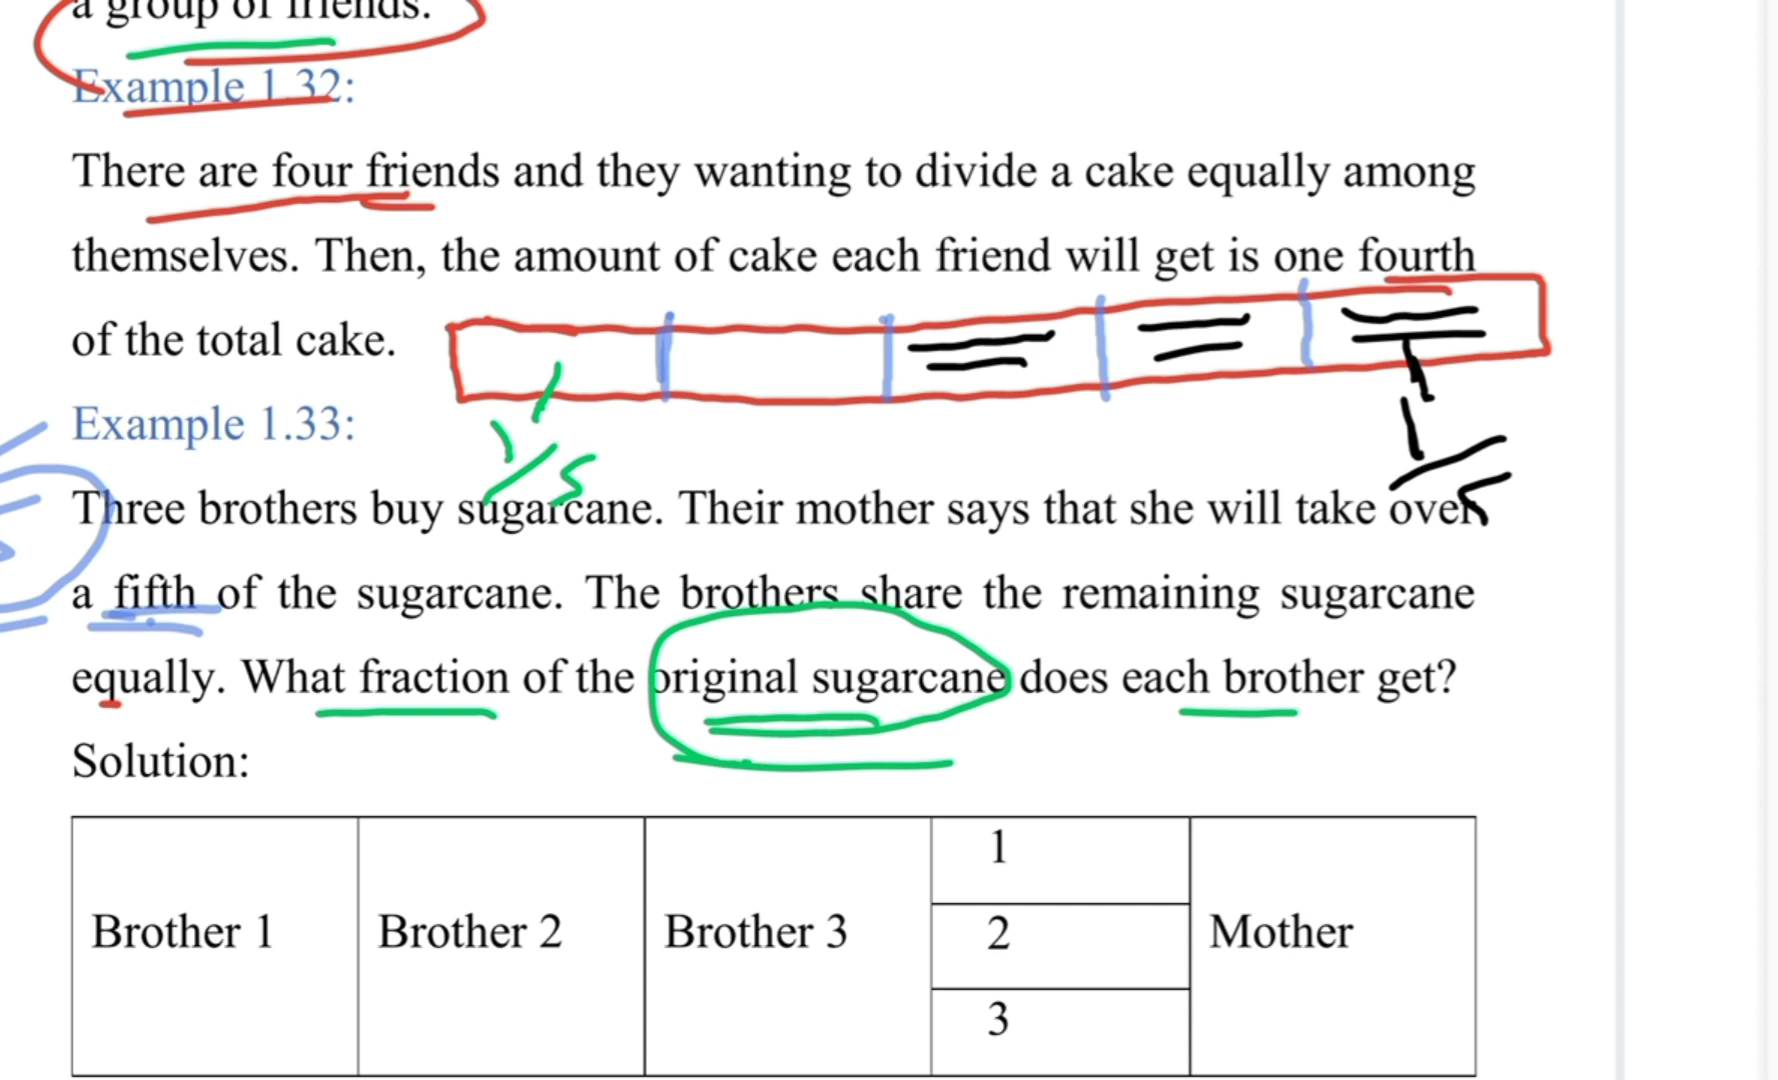 a group of friends.
Example 1.32:
There are four friends and they wanting to divide a cake equally among
themselves. Then, the amount of cake each friend will get is one fourth
of the total cake.
Example 1.33:
1/5
1/5
Three brothers buy sugarcane. Their mother says that she will take over
a fifth of the sugarcane. The brothers share the remaining sugarcane
equally. What fraction of the original sugarcane does each brother get?
Solution:
Brother 1
Brother 2
Brother 3
1
2
3
Mother